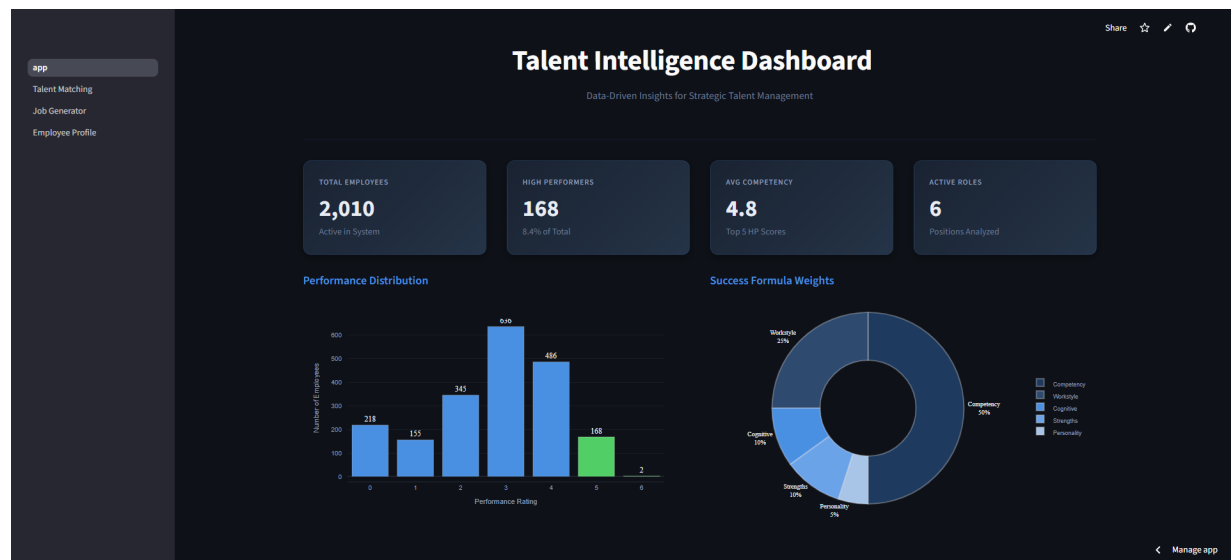 Share
app
Talent Matching
Job Generator
Employee Profile
Talent Intelligence Dashboard
Data-Driven Insights for Strategic Talent Management
TOTAL EMPLOYEES
2,010
Active in System
HIGH PERFORMERS
168
8.4% of Total
AVG COMPETENCY
4.8
Top 5 HP Scores
ACTIVE ROLES
6
Positions Analyzed
Performance Distribution
Number of Employees
600
500
400
300
200
100
0
218
155
345
636
486
168
2
0 1 2 3 4 5 6
Performance Rating
Success Formula Weights
Workstyle
25%
Competency
50%
Cognitive
10%
Strengths
10%
Personality
5%
Competency
Workstyle
Cognitive
Strengths
Personality
Manage app